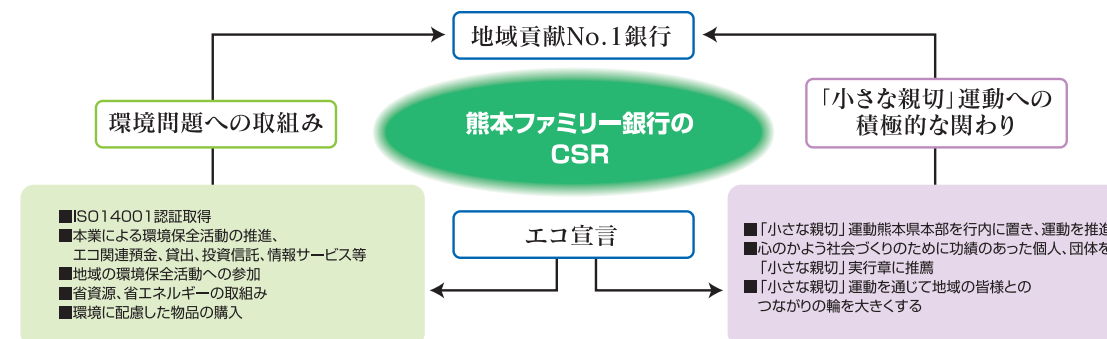 地域貢献No.1銀行
環境問題への取組み
熊本ファミリー銀行の
CSR
「小さな親切」運動への
積極的な関わり
■ISO14001認証取得
■本業による環境保全活動の推進、
エコ関連預金、貸出、投資信託、情報サービス等
■地域の環境保全活動への参加
■省資源、省エネルギーの取組み
■環境に配慮した物品の購入
エコ宣言
■「小さな親切」運動熊本県本部を行内に置き、運動を推進
■心のかよう社会づくりのために功績のあった個人、団体を
「小さな親切」実行章に推薦
■「小さな親切」運動を通じて地域の皆様との
つながりの輪を大きくする